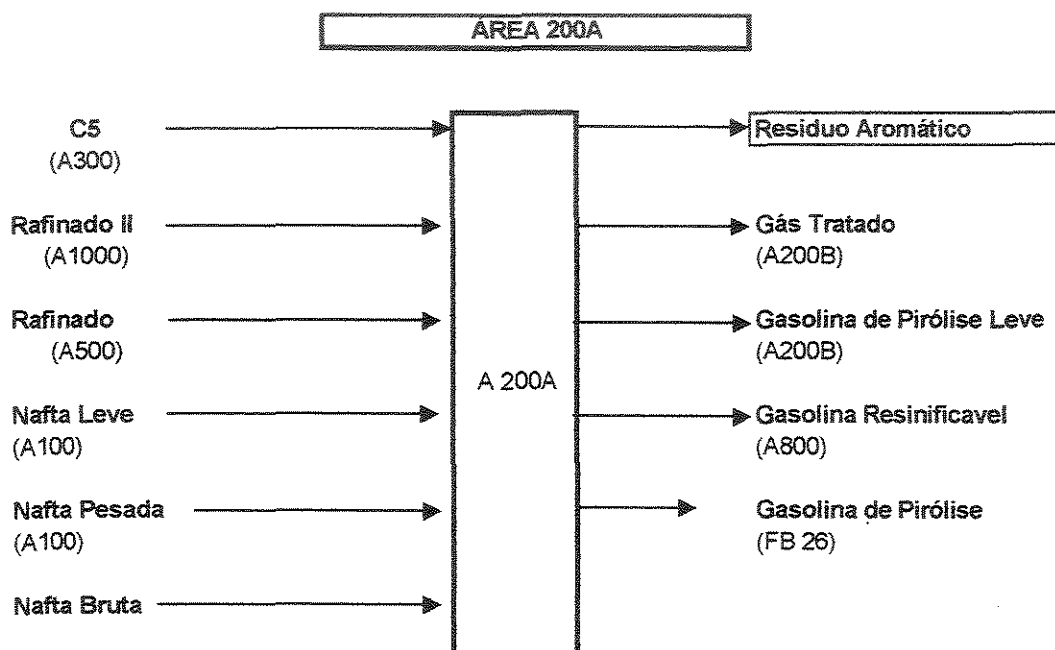 AREA 200A
C5
(A300)
Residuo Aromático
Rafinado II
(A1000)
Gás Tratado
(A200B)
Rafinado
(A500)
Gasolina de Pirólise Leve
(A200B)
A 200A
Nafta Leve
(A100)
Gasolina Resinificavel
(A800)
Nafta Pesada
(A100)
Gasolina de Pirólise
(FB 26)
Nafta Bruta